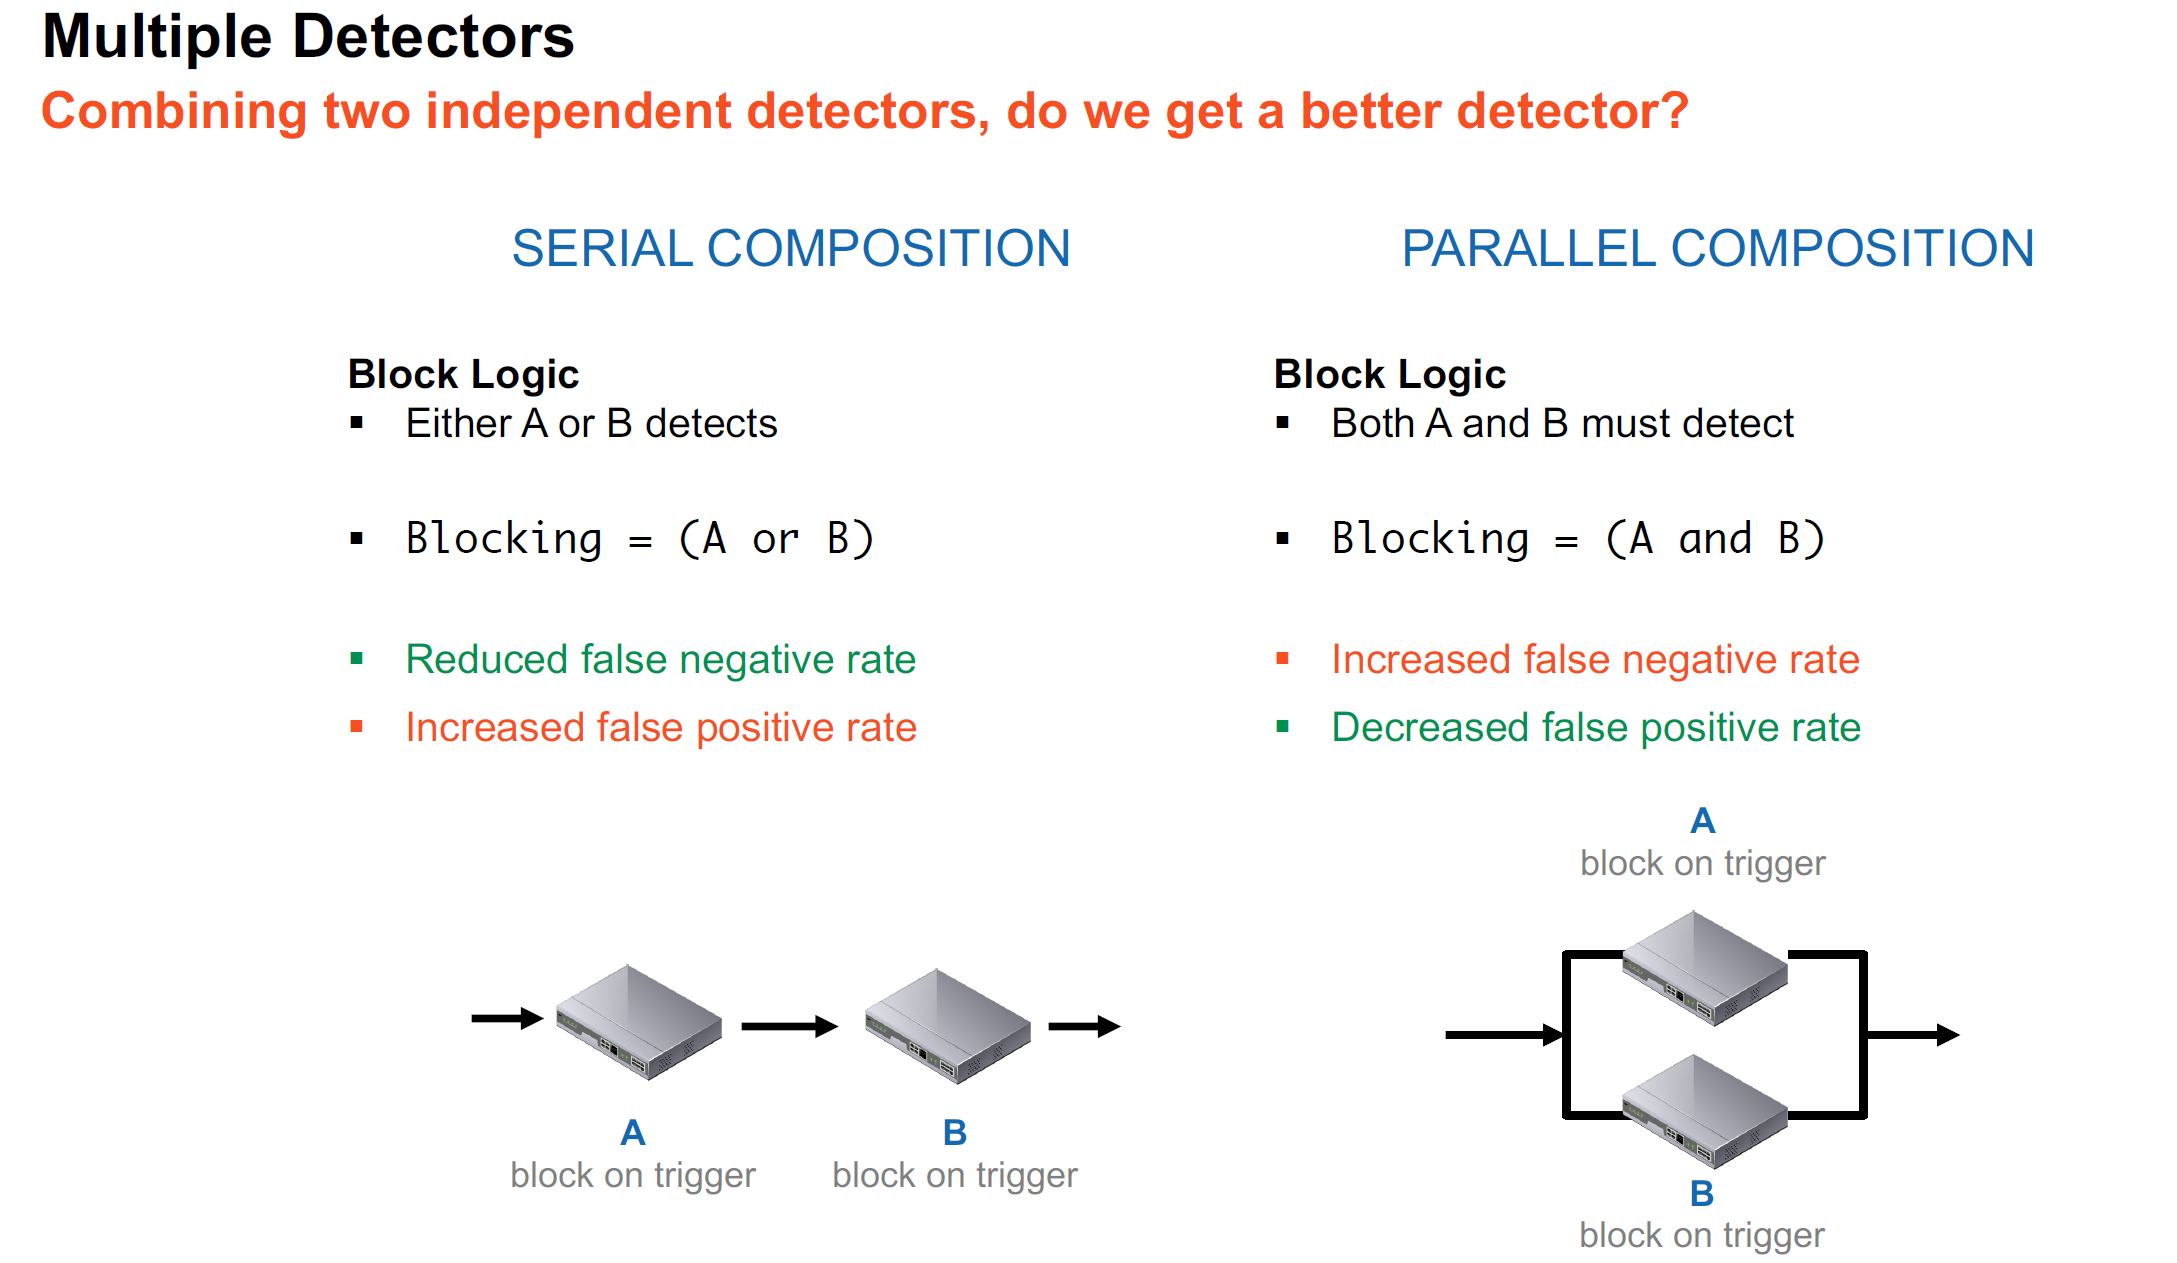 Multiple Detectors
Combining two independent detectors, do we get a better detector?
SERIAL COMPOSITION
Block Logic
▪ Either A or B detects
▪ Blocking = (A or B)
▪ Reduced false negative rate
▪ Increased false positive rate
A
block on trigger
B
block on trigger
PARALLEL COMPOSITION
Block Logic
▪ Both A and B must detect
▪ Blocking = (A and B)
▪ Increased false negative rate
▪ Decreased false positive rate
A
block on trigger
B
block on trigger